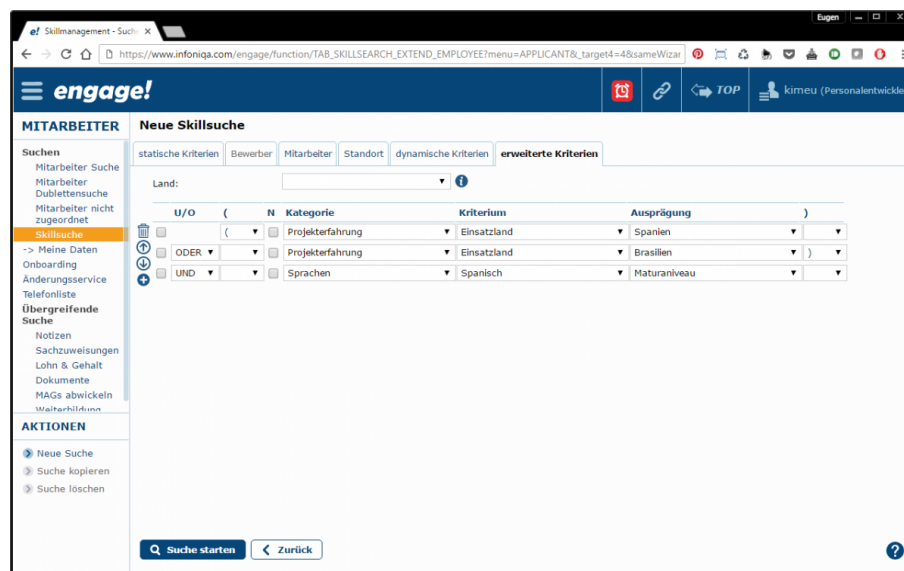 Eugen
e! Skillmanagement - Such
https://www.infoniqa.com/engage/function/TAB_SKILLSEARCH_EXTEND_EMPLOYEE?menu=APPLICANT&_target4=4&sameWizar
engage!
TOP
kimeu (Personalentwickle
MITARBEITER
Neue Skillsuche
Suchen
Mitarbeiter Suche
Mitarbeiter
Dublettensuche
Mitarbeiter nicht
zugeordnet
Skillsuche
-> Meine Daten
Onboarding
Änderungsservice
Telefonliste
Übergreifende
Suche
Notizen
Sachzuweisungen
Lohn & Gehalt
Dokumente
MAGs abwickeln
Weiterbildung
AKTIONEN
Neue Suche
Suche kopieren
Suche löschen
statische Kriterien Bewerber Mitarbeiter Standort dynamische Kriterien erweiterte Kriterien
Land:
U/O ( N Kategorie Kriterium Ausprägung )
( Projekterfahrung Einsatzland Spanien
ODER Projekterfahrung Einsatzland Brasilien )
UND Sprachen Spanisch Maturaniveau
Suche starten Zurück